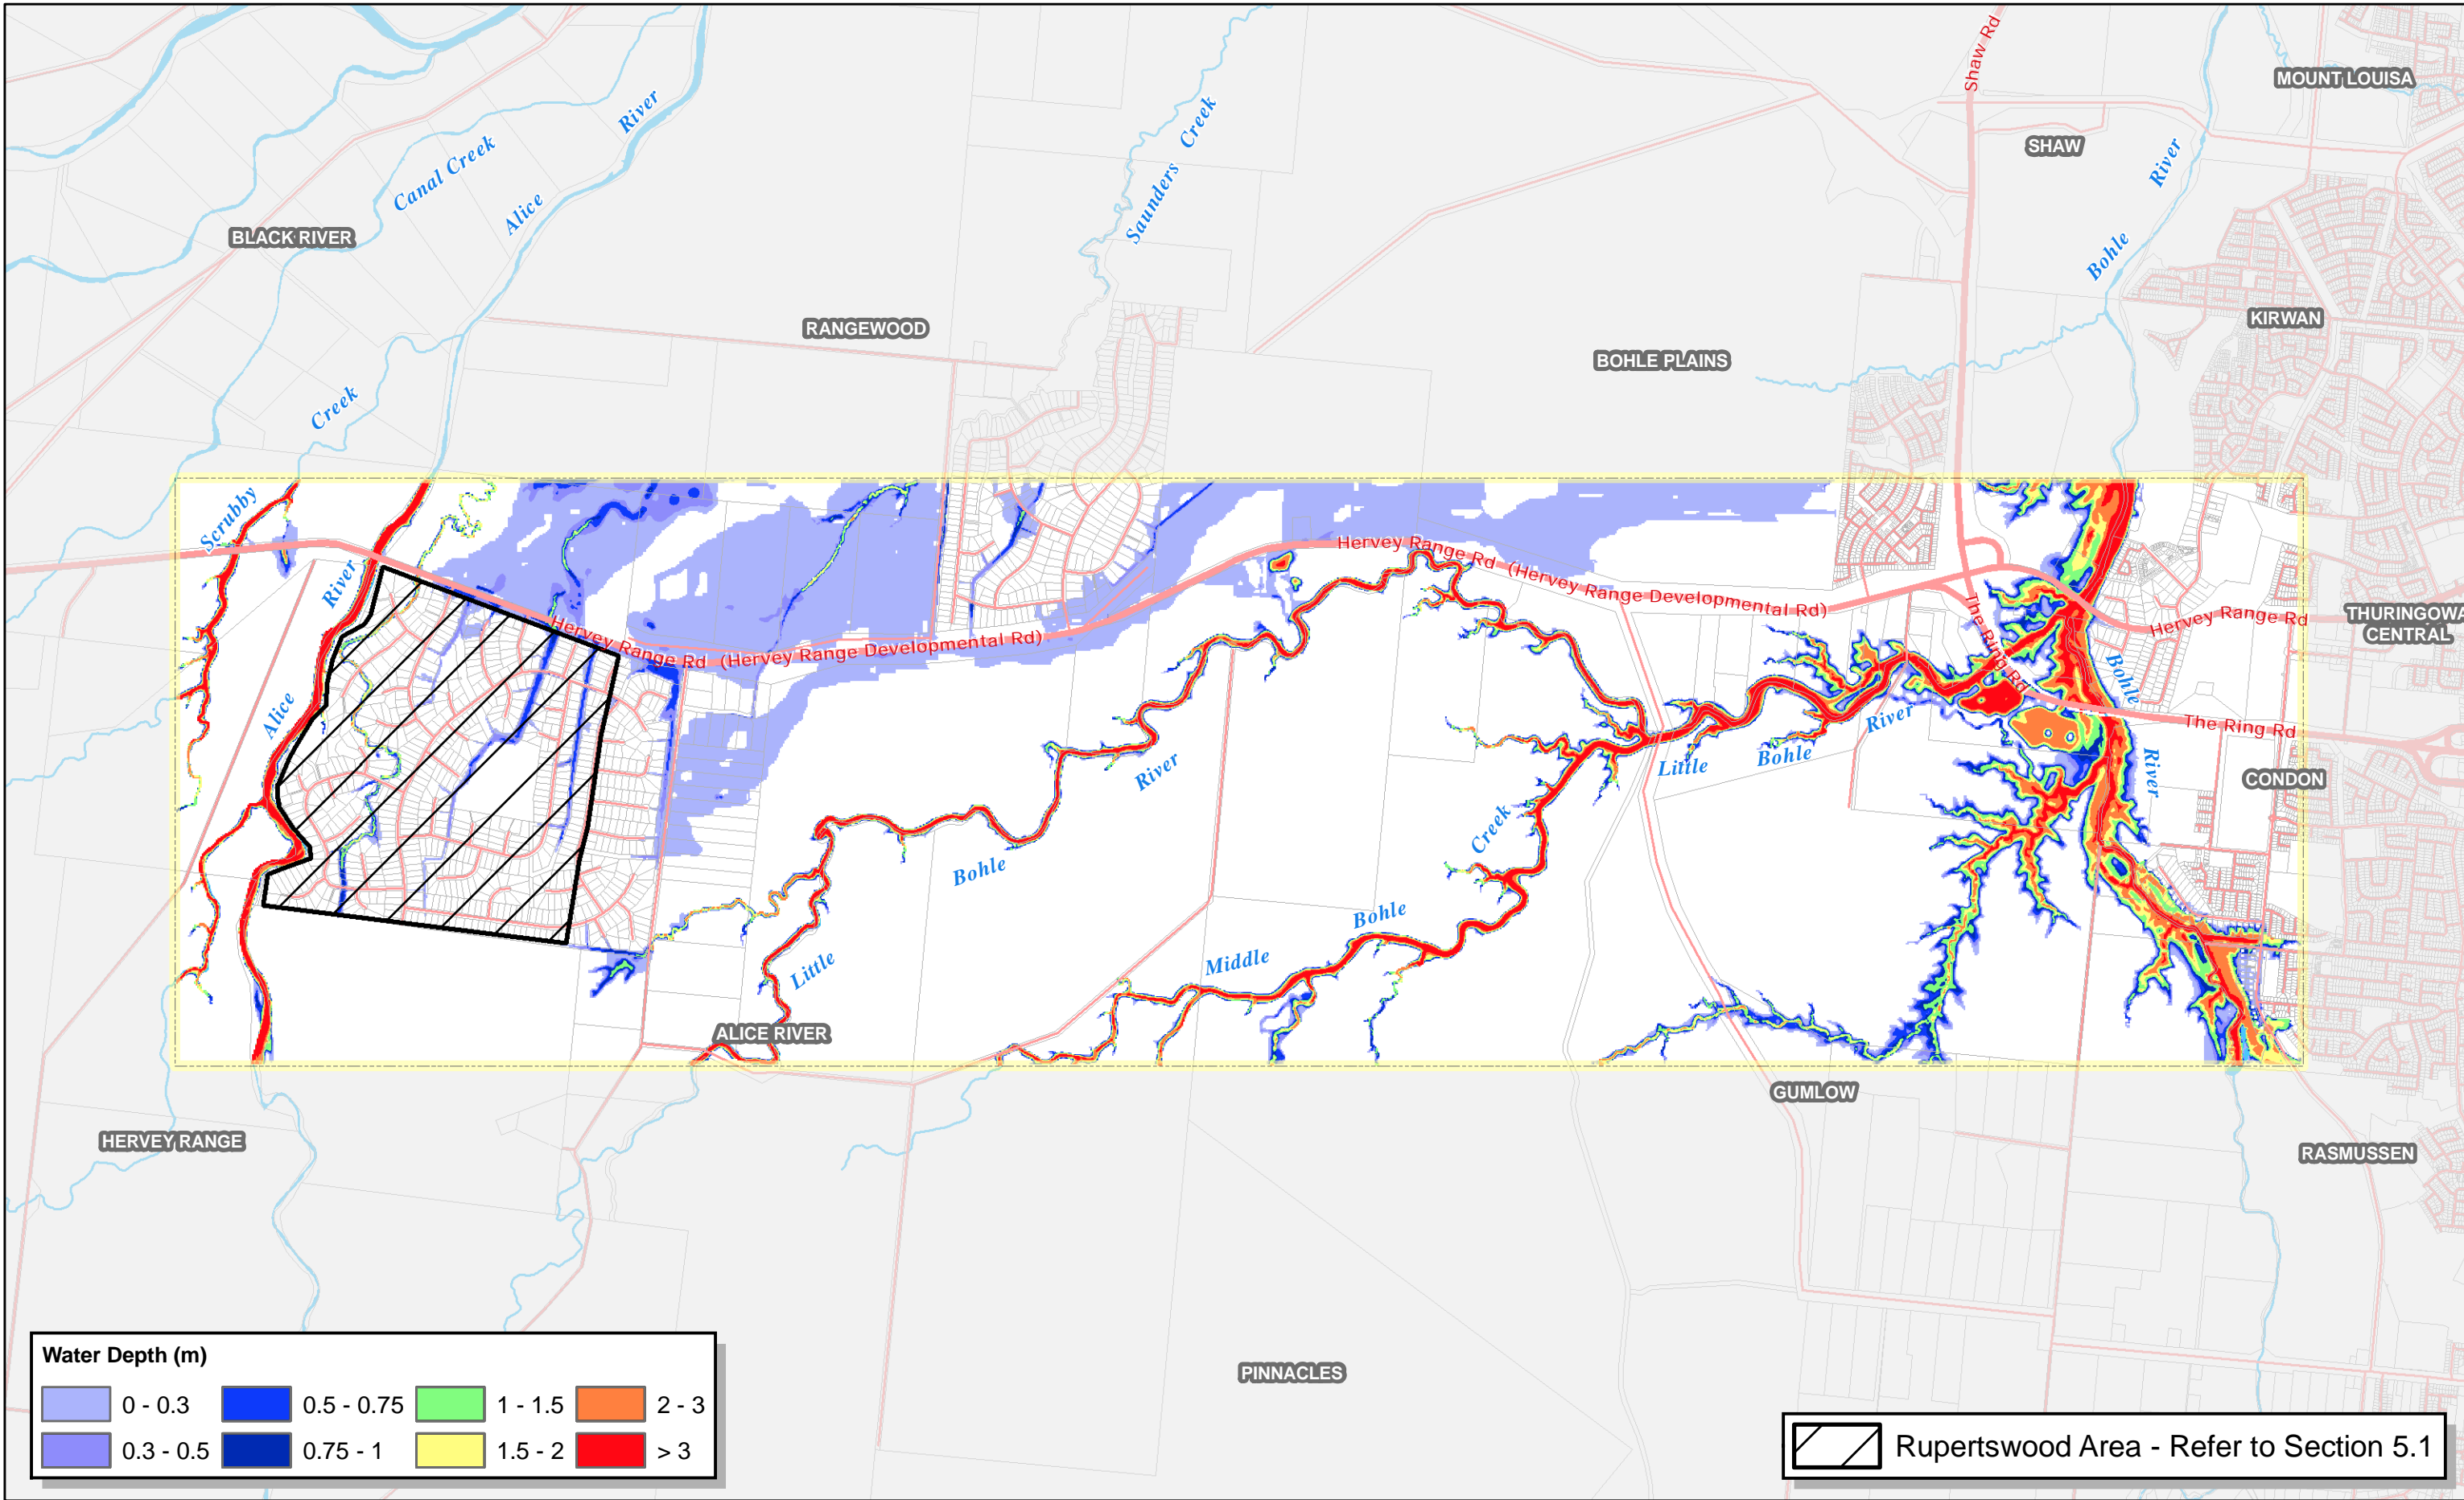 Shaw Rd
MOUNT LOUISA
SHAW
River
Canal Creek
River
Saunders Creek
Alice
Bohle
BLACK RIVER
RANGEWOOD
KIRWAN
BOHLE PLAINS
Creek
Scrubby
River
Hervey Range Rd (Hervey Range Developmental Rd)
Hervey Range Rd (Hervey Range Developmental Rd)
The Ring Rd
Hervey Range Rd
THURINGOWA
CENTRAL
Bohle
Alice
River
The Ring Rd
River
Little
Bohle
River
River
CONDON
Creek
Bohle
Bohle
Middle
Little
ALICE RIVER
GUMLOW
HERVEY RANGE
RASMUSSEN
PINNACLES
Water Depth (m)
0 - 0.3
0.5 - 0.75
1 - 1.5
2 - 3
0.3 - 0.5
0.75 - 1
1.5 - 2
> 3
Rupertswood Area - Refer to Section 5.1